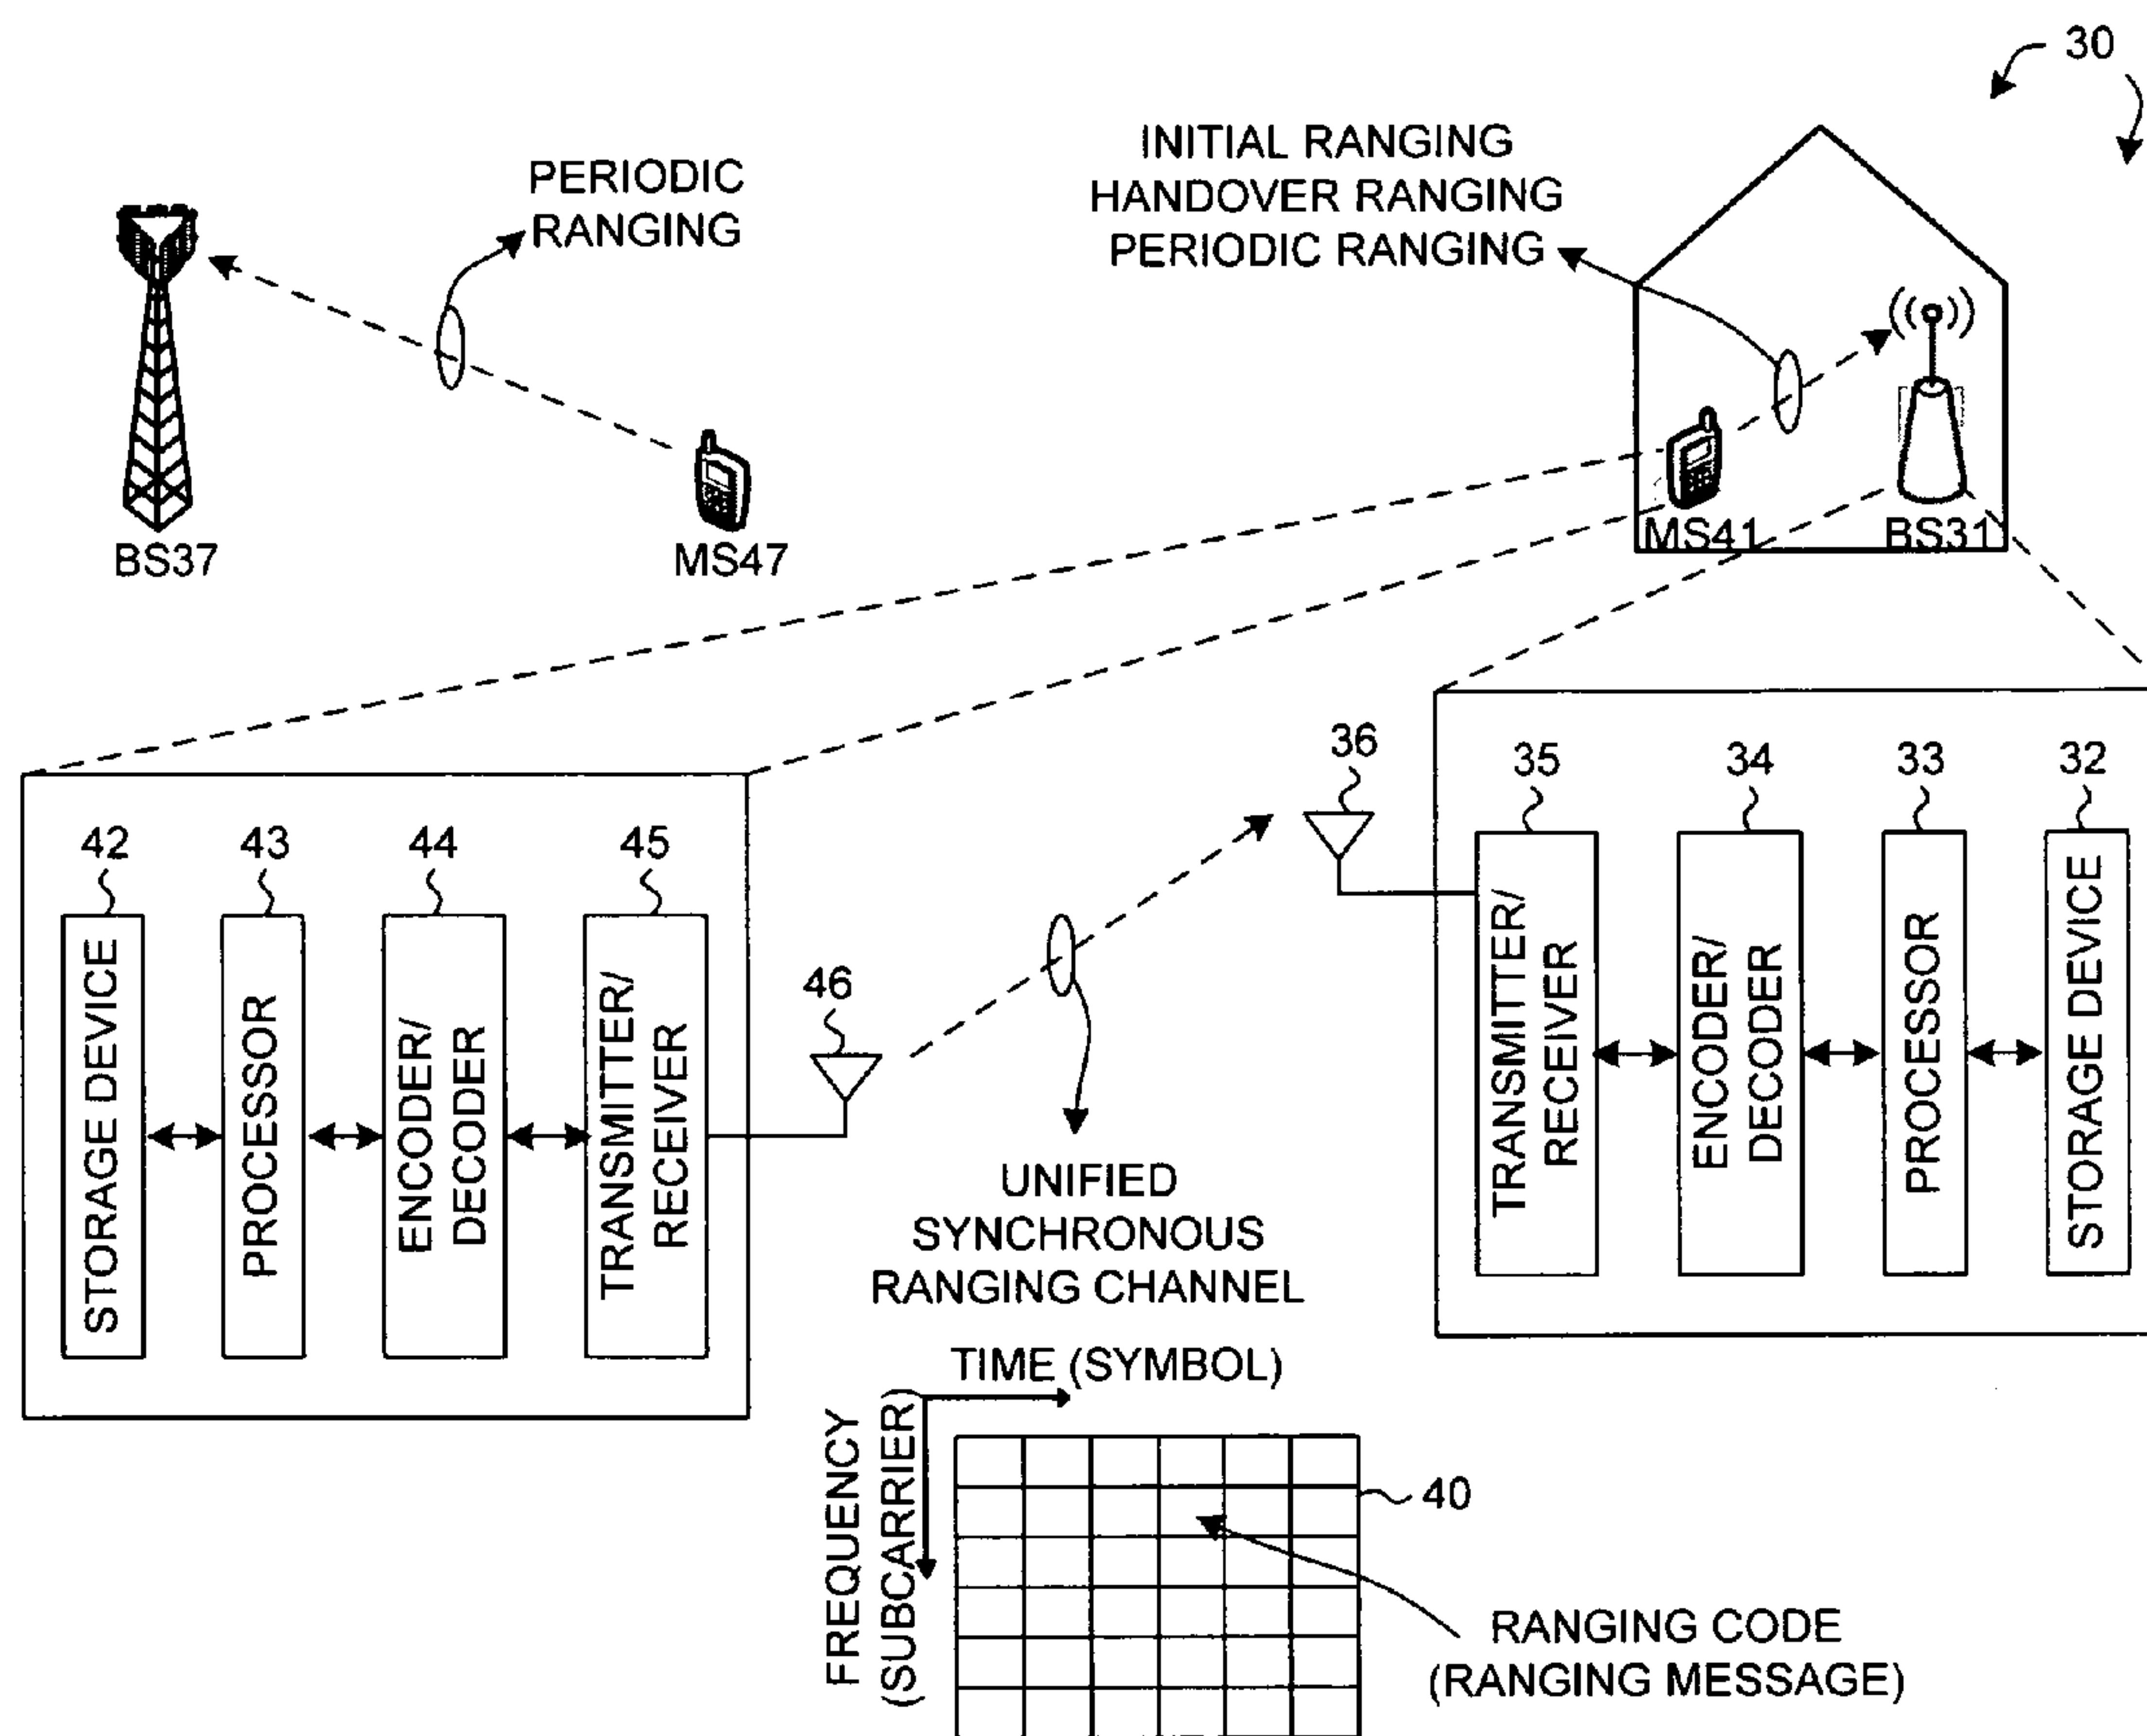 30
PERIODIC
RANGING
INITIAL RANGING
HANDOVER RANGING
PERIODIC RANGING
BS37
MS47
MS41
BS31
36
35
34
33
32
42
43
44
45
46
STORAGE DEVICE
PROCESSOR
ENCODER/
DECODER
TRANSMITTER/
RECEIVER
TRANSMITTER/
RECEIVER
ENCODER/
DECODER
PROCESSOR
STORAGE DEVICE
UNIFIED
SYNCHRONOUS
RANGING CHANNEL
TIME (SYMBOL)
FREQUENCY
(SUBCARRIER)
40
RANGING CODE
(RANGING MESSAGE)